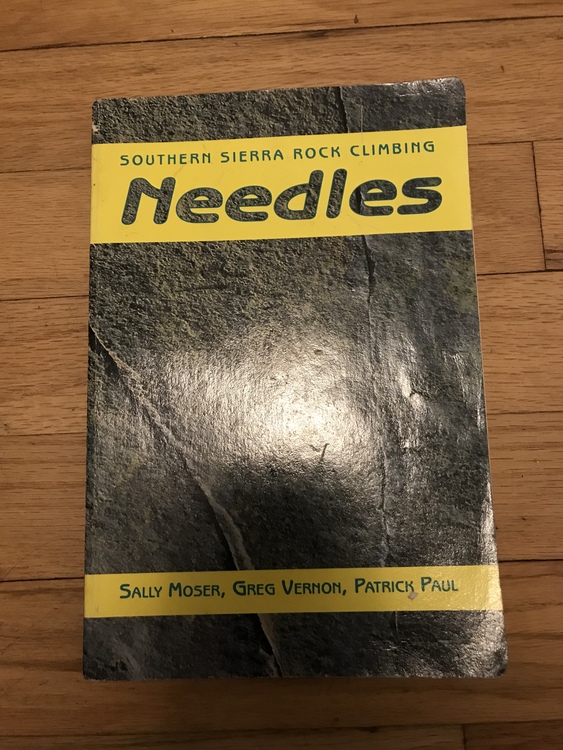 SOUTHERN SIERRA ROCK CLIMBING
Needles
SALLY MOSER, GREG VERNON, PATRICK PAUL